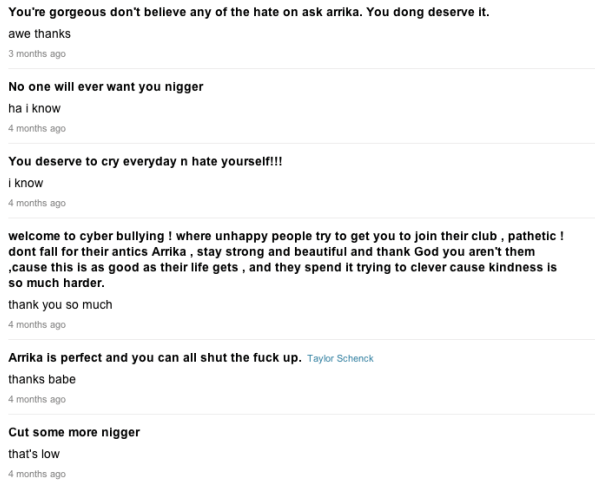 You're gorgeous don't believe any of the hate on ask arrika. You dong deserve it.
awe thanks
3 months ago
No one will ever want you nigger
ha i know
4 months ago
You deserve to cry everyday n hate yourself!!!
i know
4 months ago
welcome to cyber bullying ! where unhappy people try to get you to join their club , pathetic !
dont fall for their antics Arrika , stay strong and beautiful and thank God you aren't them
,cause this is as good as their life gets , and they spend it trying to clever cause kindness is
so much harder.
thank you so much
4 months ago
Arrika is perfect and you can all shut the fuck up. Taylor Schenck
thanks babe
4 months ago
Cut some more nigger
that's low
4 months ago